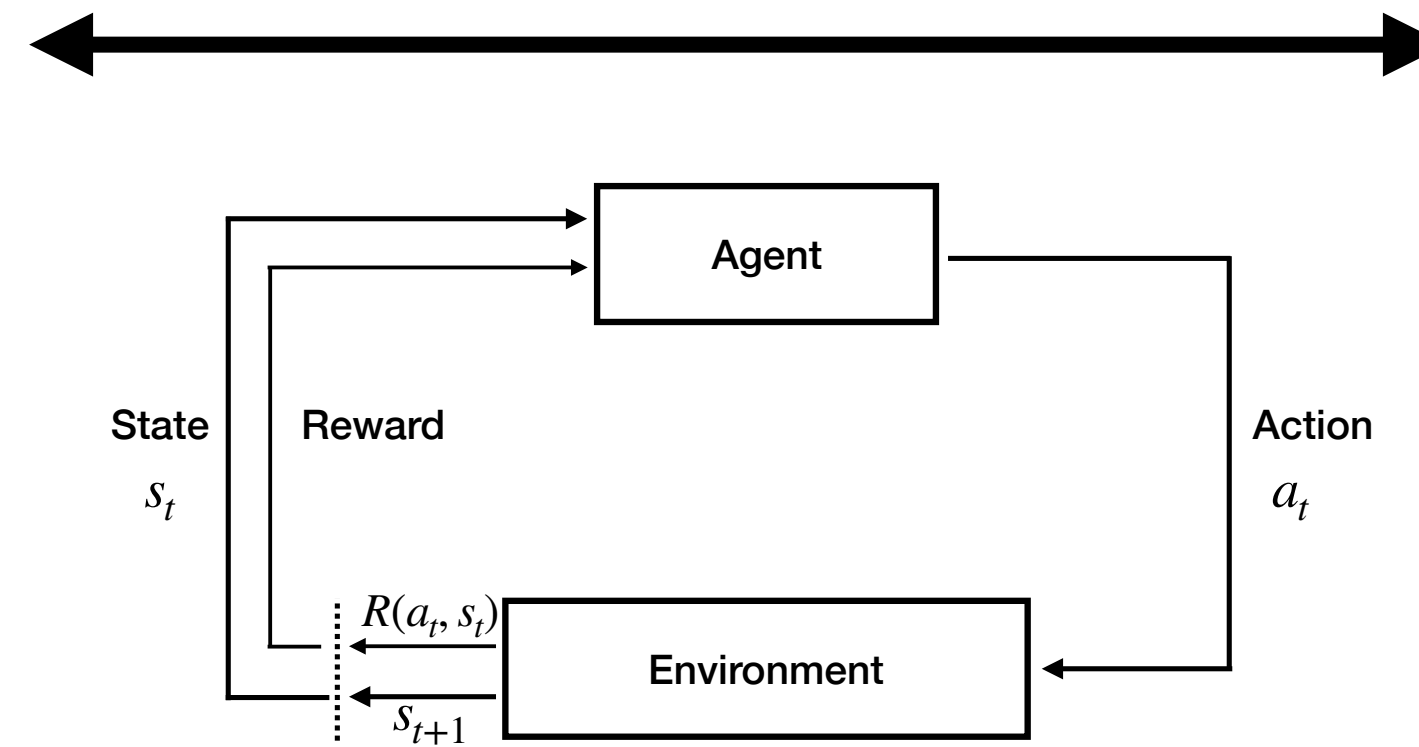 Agent
State
Reward
Action
s_t
a_t
R(a_t, s_t)
Environment
s_{t+1}